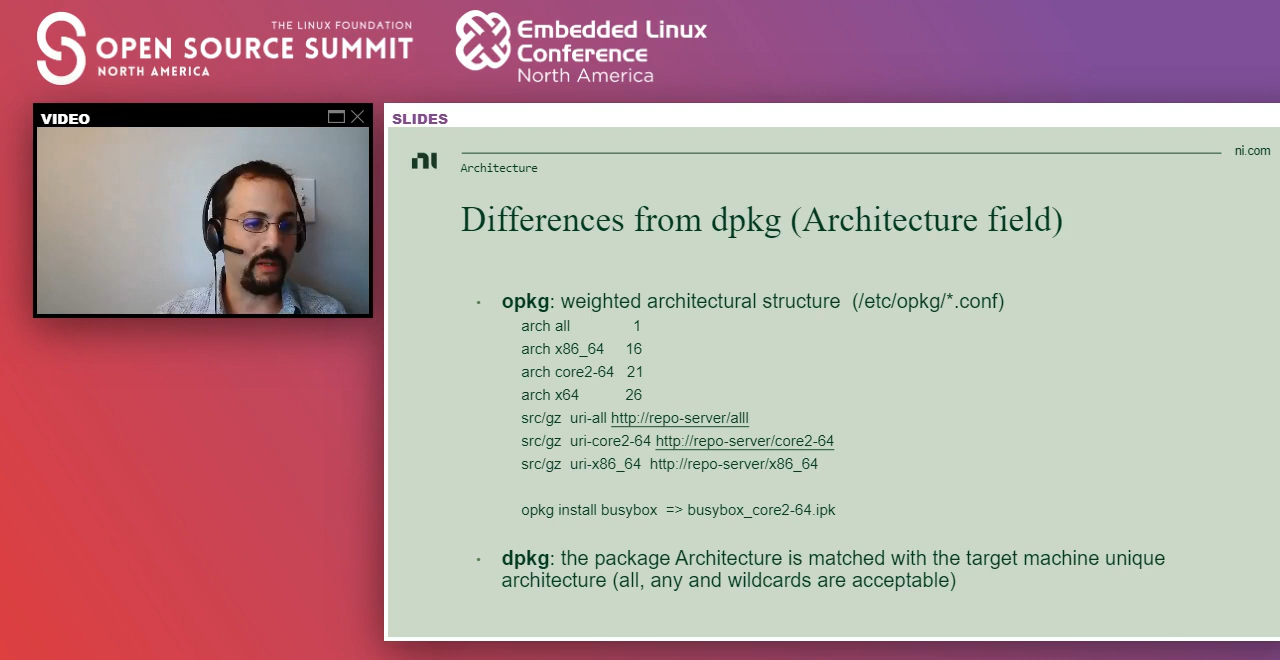 THE LINUX FOUNDATION
OPEN SOURCE SUMMIT
NORTH AMERICA
Embedded Linux
Conference
North America
VIDEO
SLIDES
ni
ni.com
Architecture
Differences from dpkg (Architecture field)
· opkg: weighted architectural structure (/etc/opkg/*.conf)
arch all 1
arch x86_64 16
arch core2-64 21
arch x64 26
src/gz uri-all http://repo-server/alll
src/gz uri-core2-64 http://repo-server/core2-64
src/gz uri-x86_64 http://repo-server/x86_64
opkg install busybox => busybox_core2-64.ipk
· dpkg: the package Architecture is matched with the target machine unique
architecture (all, any and wildcards are acceptable)